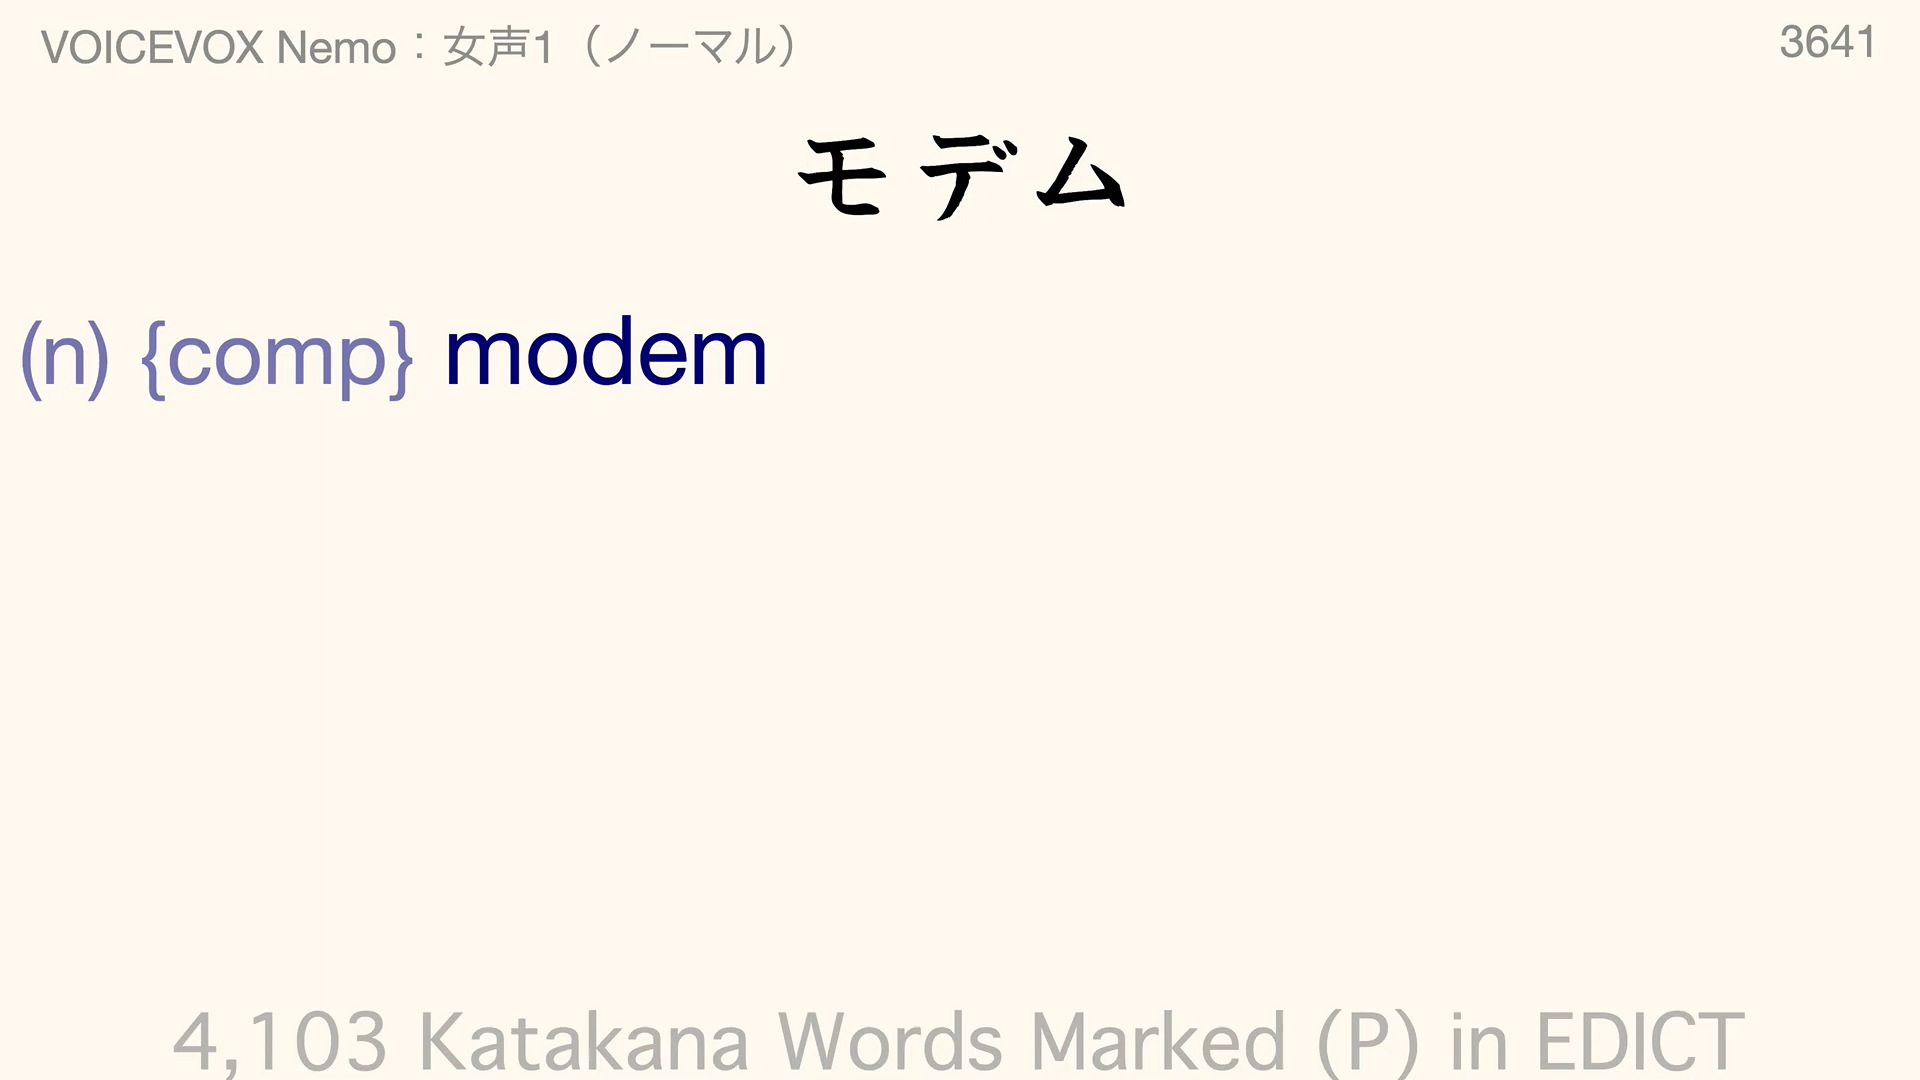 VOICEVOX Nemo：女声1（ノーマル）
3641
モデム
(n) {comp} modem
4,103 Katakana Words Marked (P) in EDICT